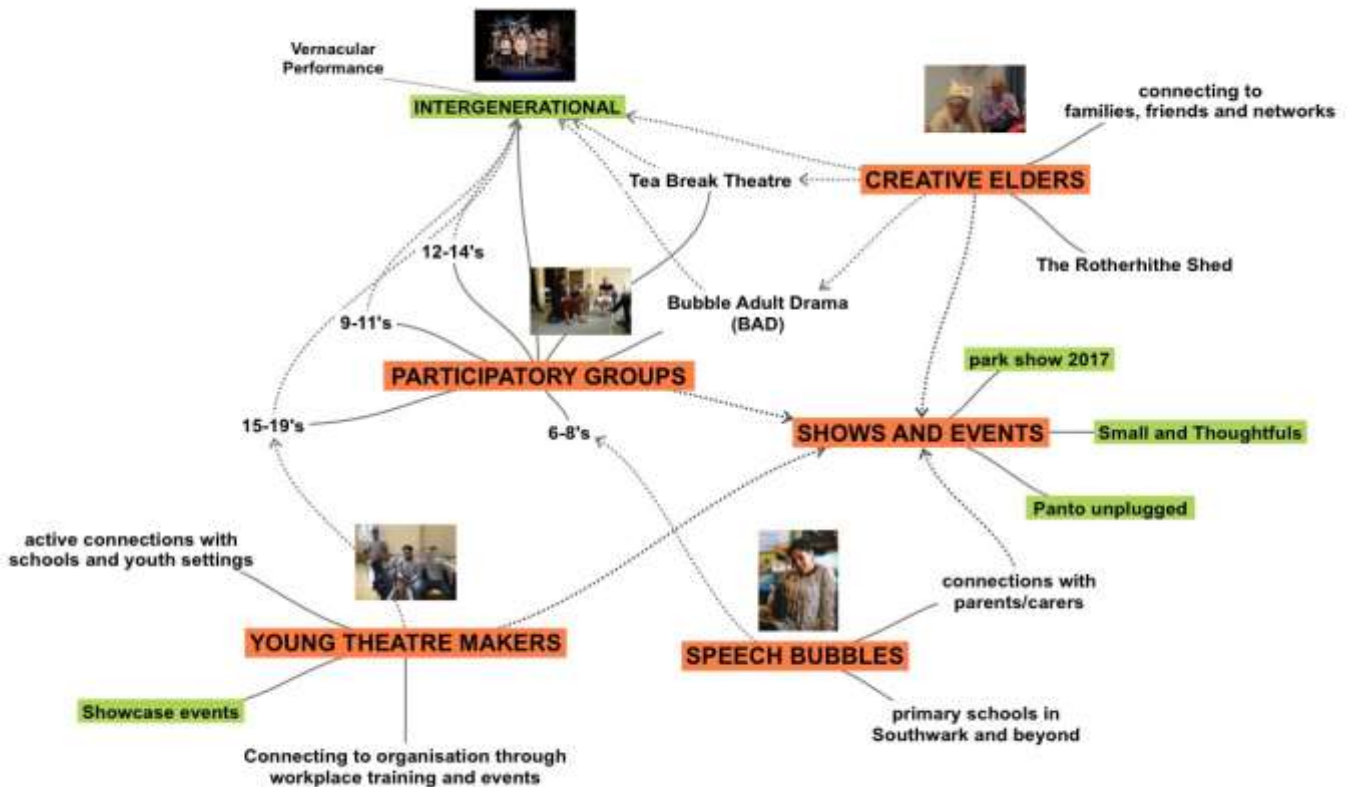 Vernacular
Performance
INTERGENERATIONAL
connecting to
families, friends and networks
Tea Break Theatre
CREATIVE ELDERS
12-14's
The Rotherhithe Shed
9-11's
Bubble Adult Drama
(BAD)
park show 2017
PARTICIPATORY GROUPS
15-19's
6-8's
SHOWS AND EVENTS
Small and Thoughtfuls
Panto unplugged
active connections with
schools and youth settings
connections with
parents/carers
YOUNG THEATRE MAKERS
SPEECH BUBBLES
Showcase events
primary schools in
Southwark and beyond
Connecting to organisation through
workplace training and events